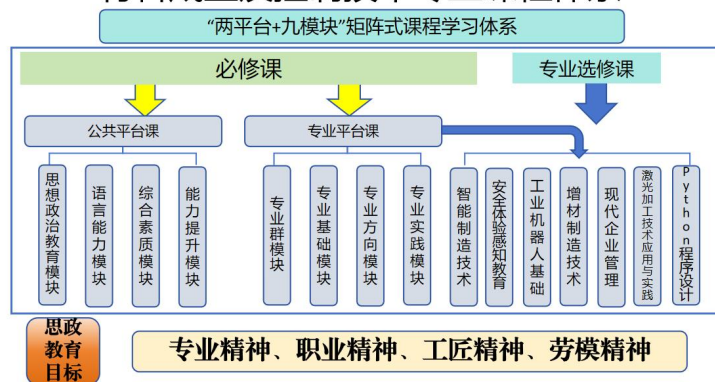 “两平台+九模块”矩阵式课程学习体系
必修课
专业选修课
公共平台课
专业平台课
思想政治教育模块
语言能力模块
综合素质模块
能力提升模块
专业群模块
专业基础模块
专业方向模块
专业实践模块
智能制造技术
安全体验感知教育
工业机器人基础
增材制造技术
现代企业管理
激光加工技术应用与实践
Python程序设计
思政
教育
目标
专业精神、职业精神、工匠精神、劳模精神